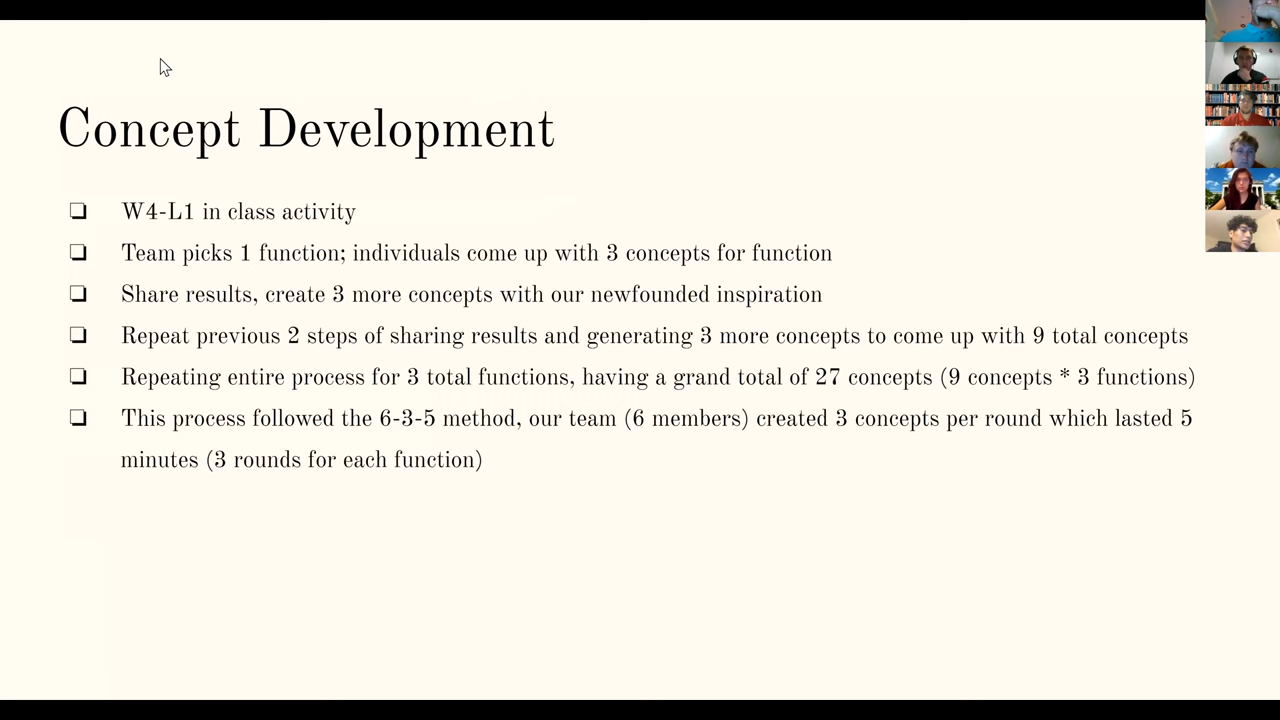 Concept Development
W4-L1 in class activity
Team picks 1 function; individuals come up with 3 concepts for function
Share results, create 3 more concepts with our newfounded inspiration
Repeat previous 2 steps of sharing results and generating 3 more concepts to come up with 9 total concepts
Repeating entire process for 3 total functions, having a grand total of 27 concepts (9 concepts * 3 functions)
This process followed the 6-3-5 method, our team (6 members) created 3 concepts per round which lasted 5
minutes (3 rounds for each function)